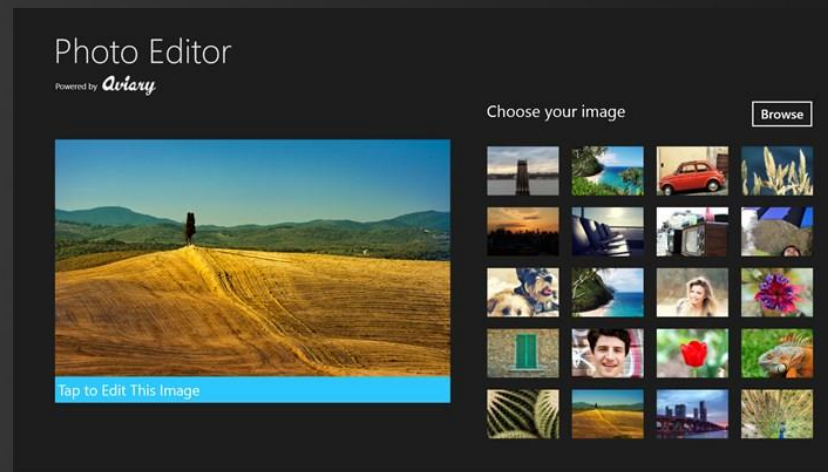 Photo Editor
Powered by Aviary
Choose your image
Browse
Tap to Edit This Image